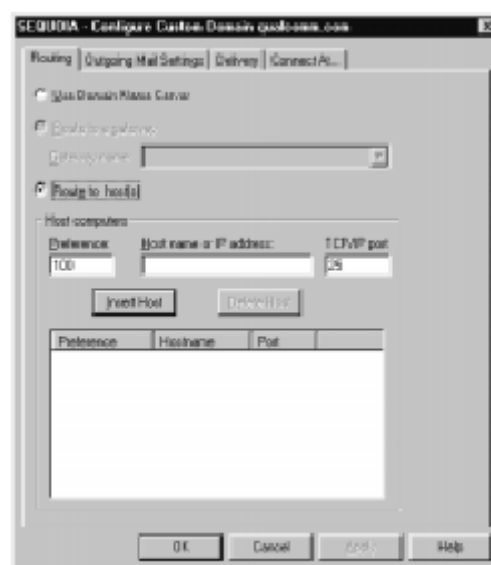 SEQUOIA - Configure Custom Domain qualcomm.com
Routing Outgoing Mail Settings Delivery Connect At...
Use Domain Name Server
Route to a gateway
Gateway name:
Route to host(s)
Host computers
Preference: Host name or IP address: TCP/IP port
100 25
Insert Host Delete Host
Preference Hostname Port
OK Cancel Apply Help